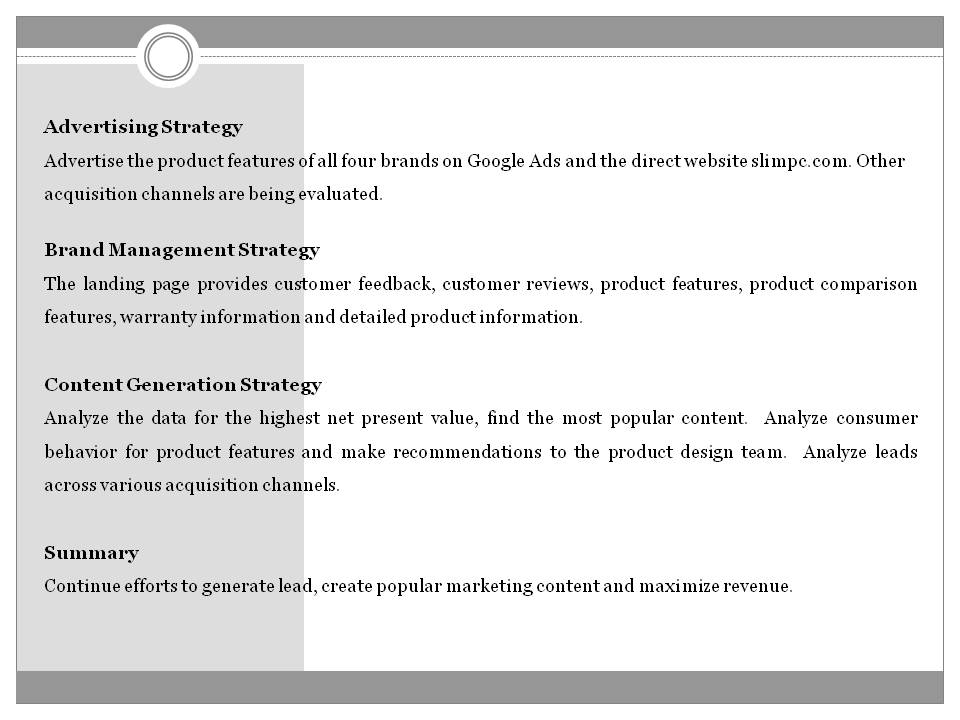 Advertising Strategy
Advertise the product features of all four brands on Google Ads and the direct website slimpc.com. Other
acquisition channels are being evaluated.
Brand Management Strategy
The landing page provides customer feedback, customer reviews, product features, product comparison
features, warranty information and detailed product information.
Content Generation Strategy
Analyze the data for the highest net present value, find the most popular content. Analyze consumer
behavior for product features and make recommendations to the product design team. Analyze leads
across various acquisition channels.
Summary
Continue efforts to generate lead, create popular marketing content and maximize revenue.